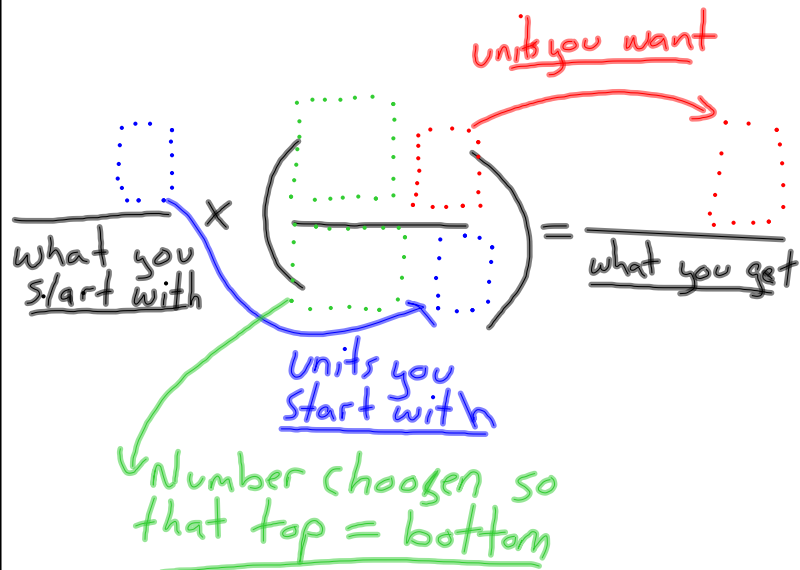 units you want
x
=
what you
start with
what you get
units you
start with
Number choosen so
that top = bottom